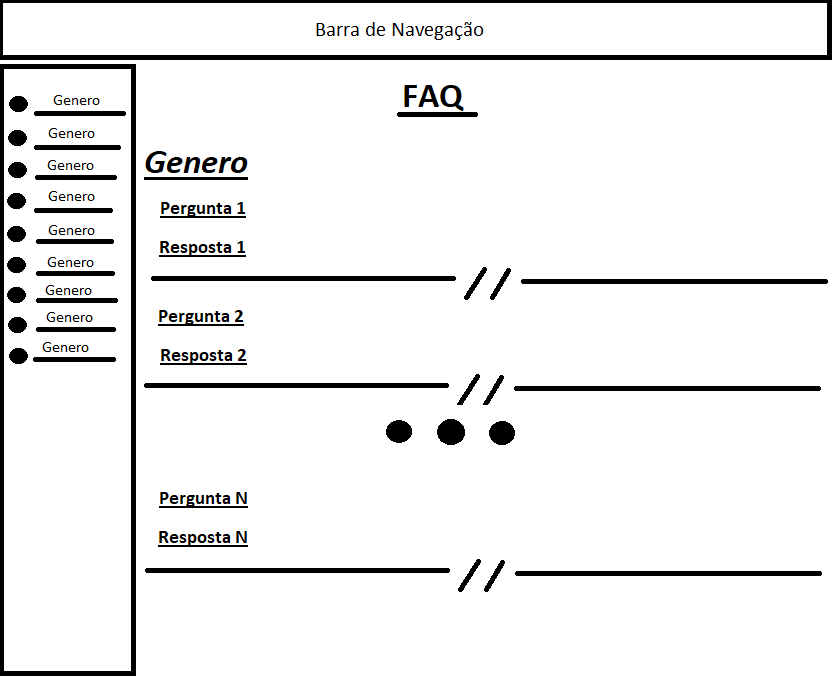 Barra de Navegação
Genero
Genero
Genero
Genero
Genero
Genero
Genero
Genero
Genero
FAQ
Genero
Pergunta 1
Resposta 1
Pergunta 2
Resposta 2
Pergunta N
Resposta N